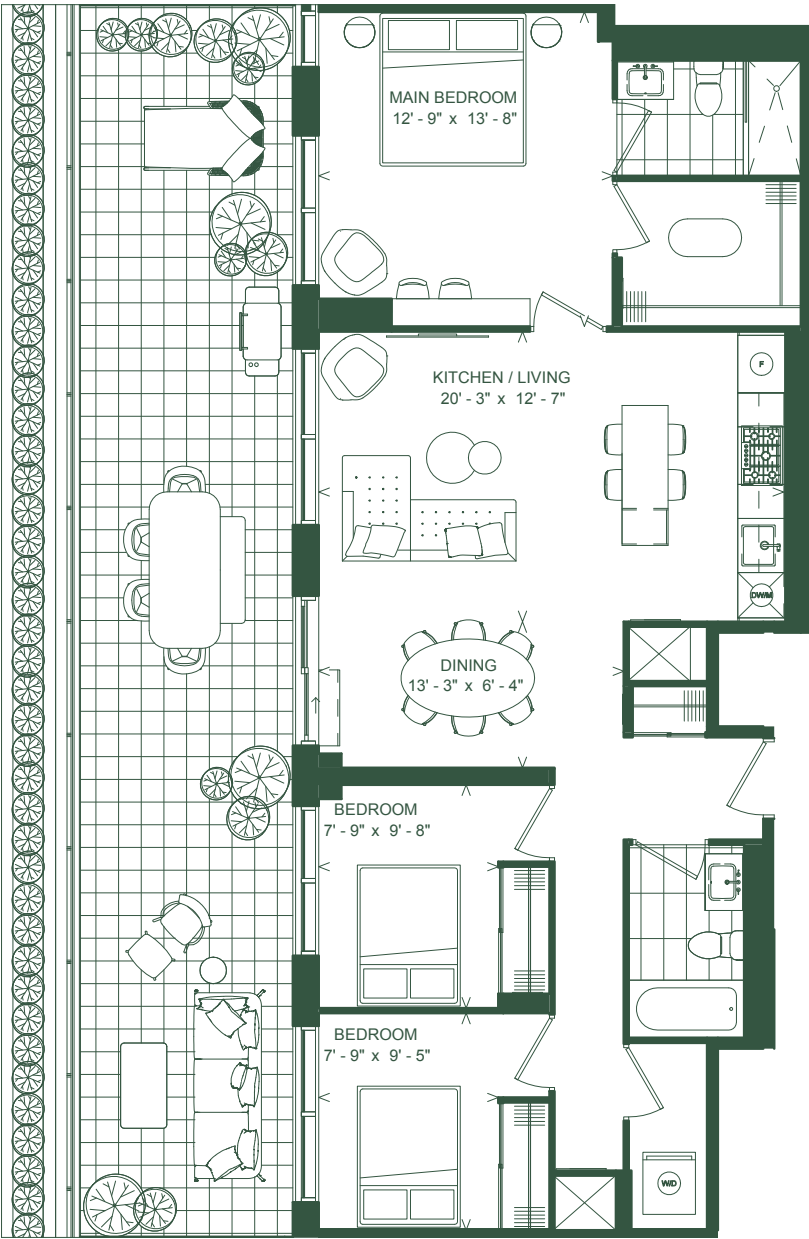 MAIN BEDROOM
12' - 9" x 13' - 8"
KITCHEN / LIVING
20' - 3" x 12' - 7"
F
DW/M
DINING
13' - 3" x 6' - 4"
BEDROOM
7' - 9" x 9' - 8"
BEDROOM
7' - 9" x 9' - 5"
W/D